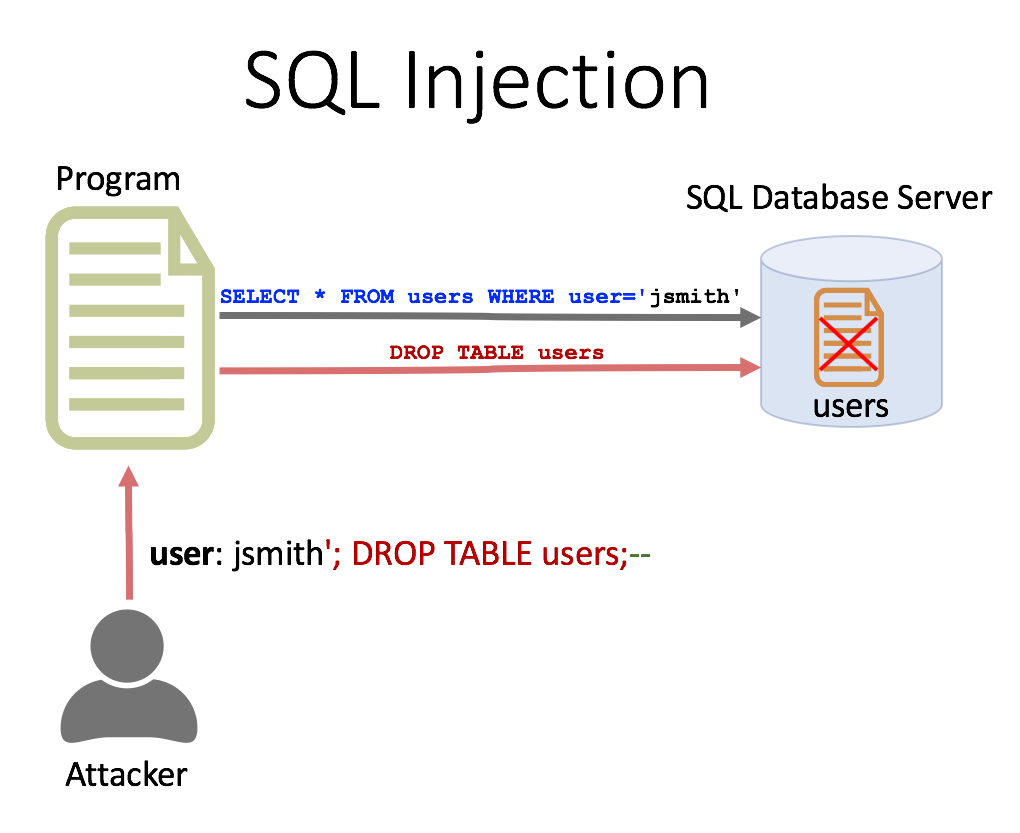 SQL Injection
Program
SQL Database Server
SELECT * FROM users WHERE user='jsmith'
DROP TABLE users
users
user: jsmith'; DROP TABLE users;--
Attacker